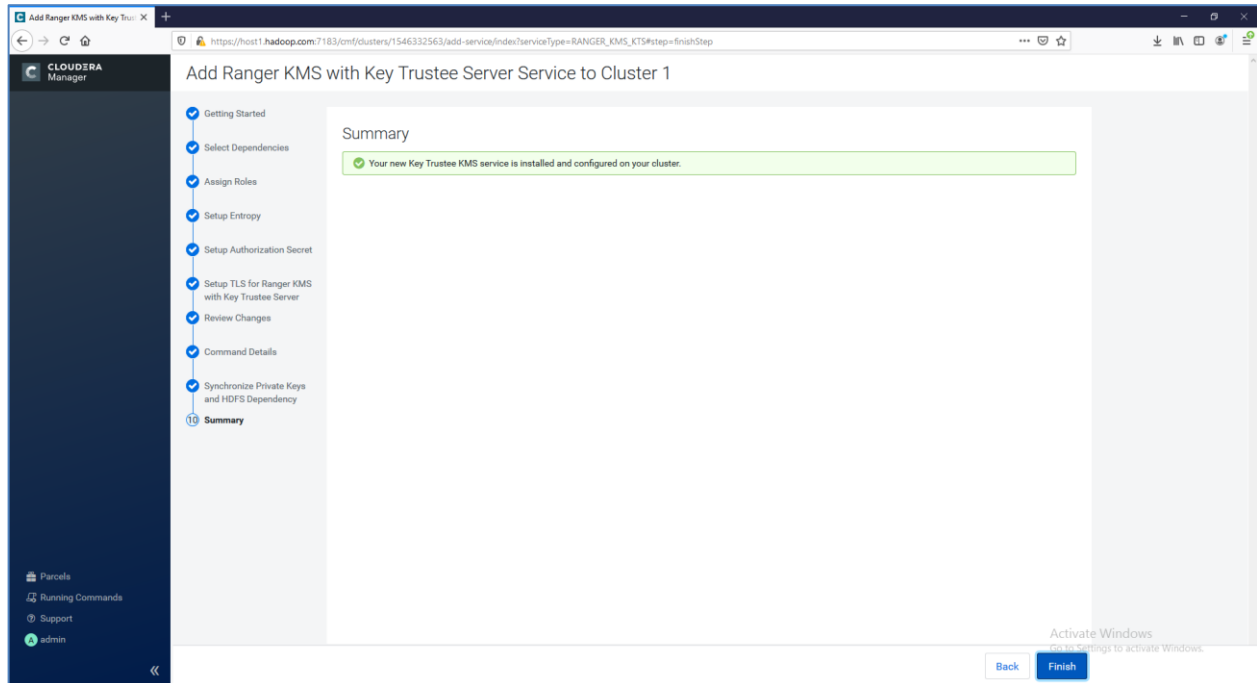 Add Ranger KMS with Key Trus
https://host1.hadoop.com:7183/cmf/clusters/1546332563/add-service/index?serviceType=RANGER_KMS_KTS#step=finishStep
CLOUDERA
Manager
Add Ranger KMS with Key Trustee Server Service to Cluster 1
Getting Started
Select Dependencies
Assign Roles
Setup Entropy
Setup Authorization Secret
Setup TLS for Ranger KMS
with Key Trustee Server
Review Changes
Command Details
Synchronize Private Keys
and HDFS Dependency
10 Summary
Summary
Your new Key Trustee KMS service is installed and configured on your cluster.
Parcels
Running Commands
Support
A admin
Activate Windows
Go to Settings to activate Windows.
Back
Finish